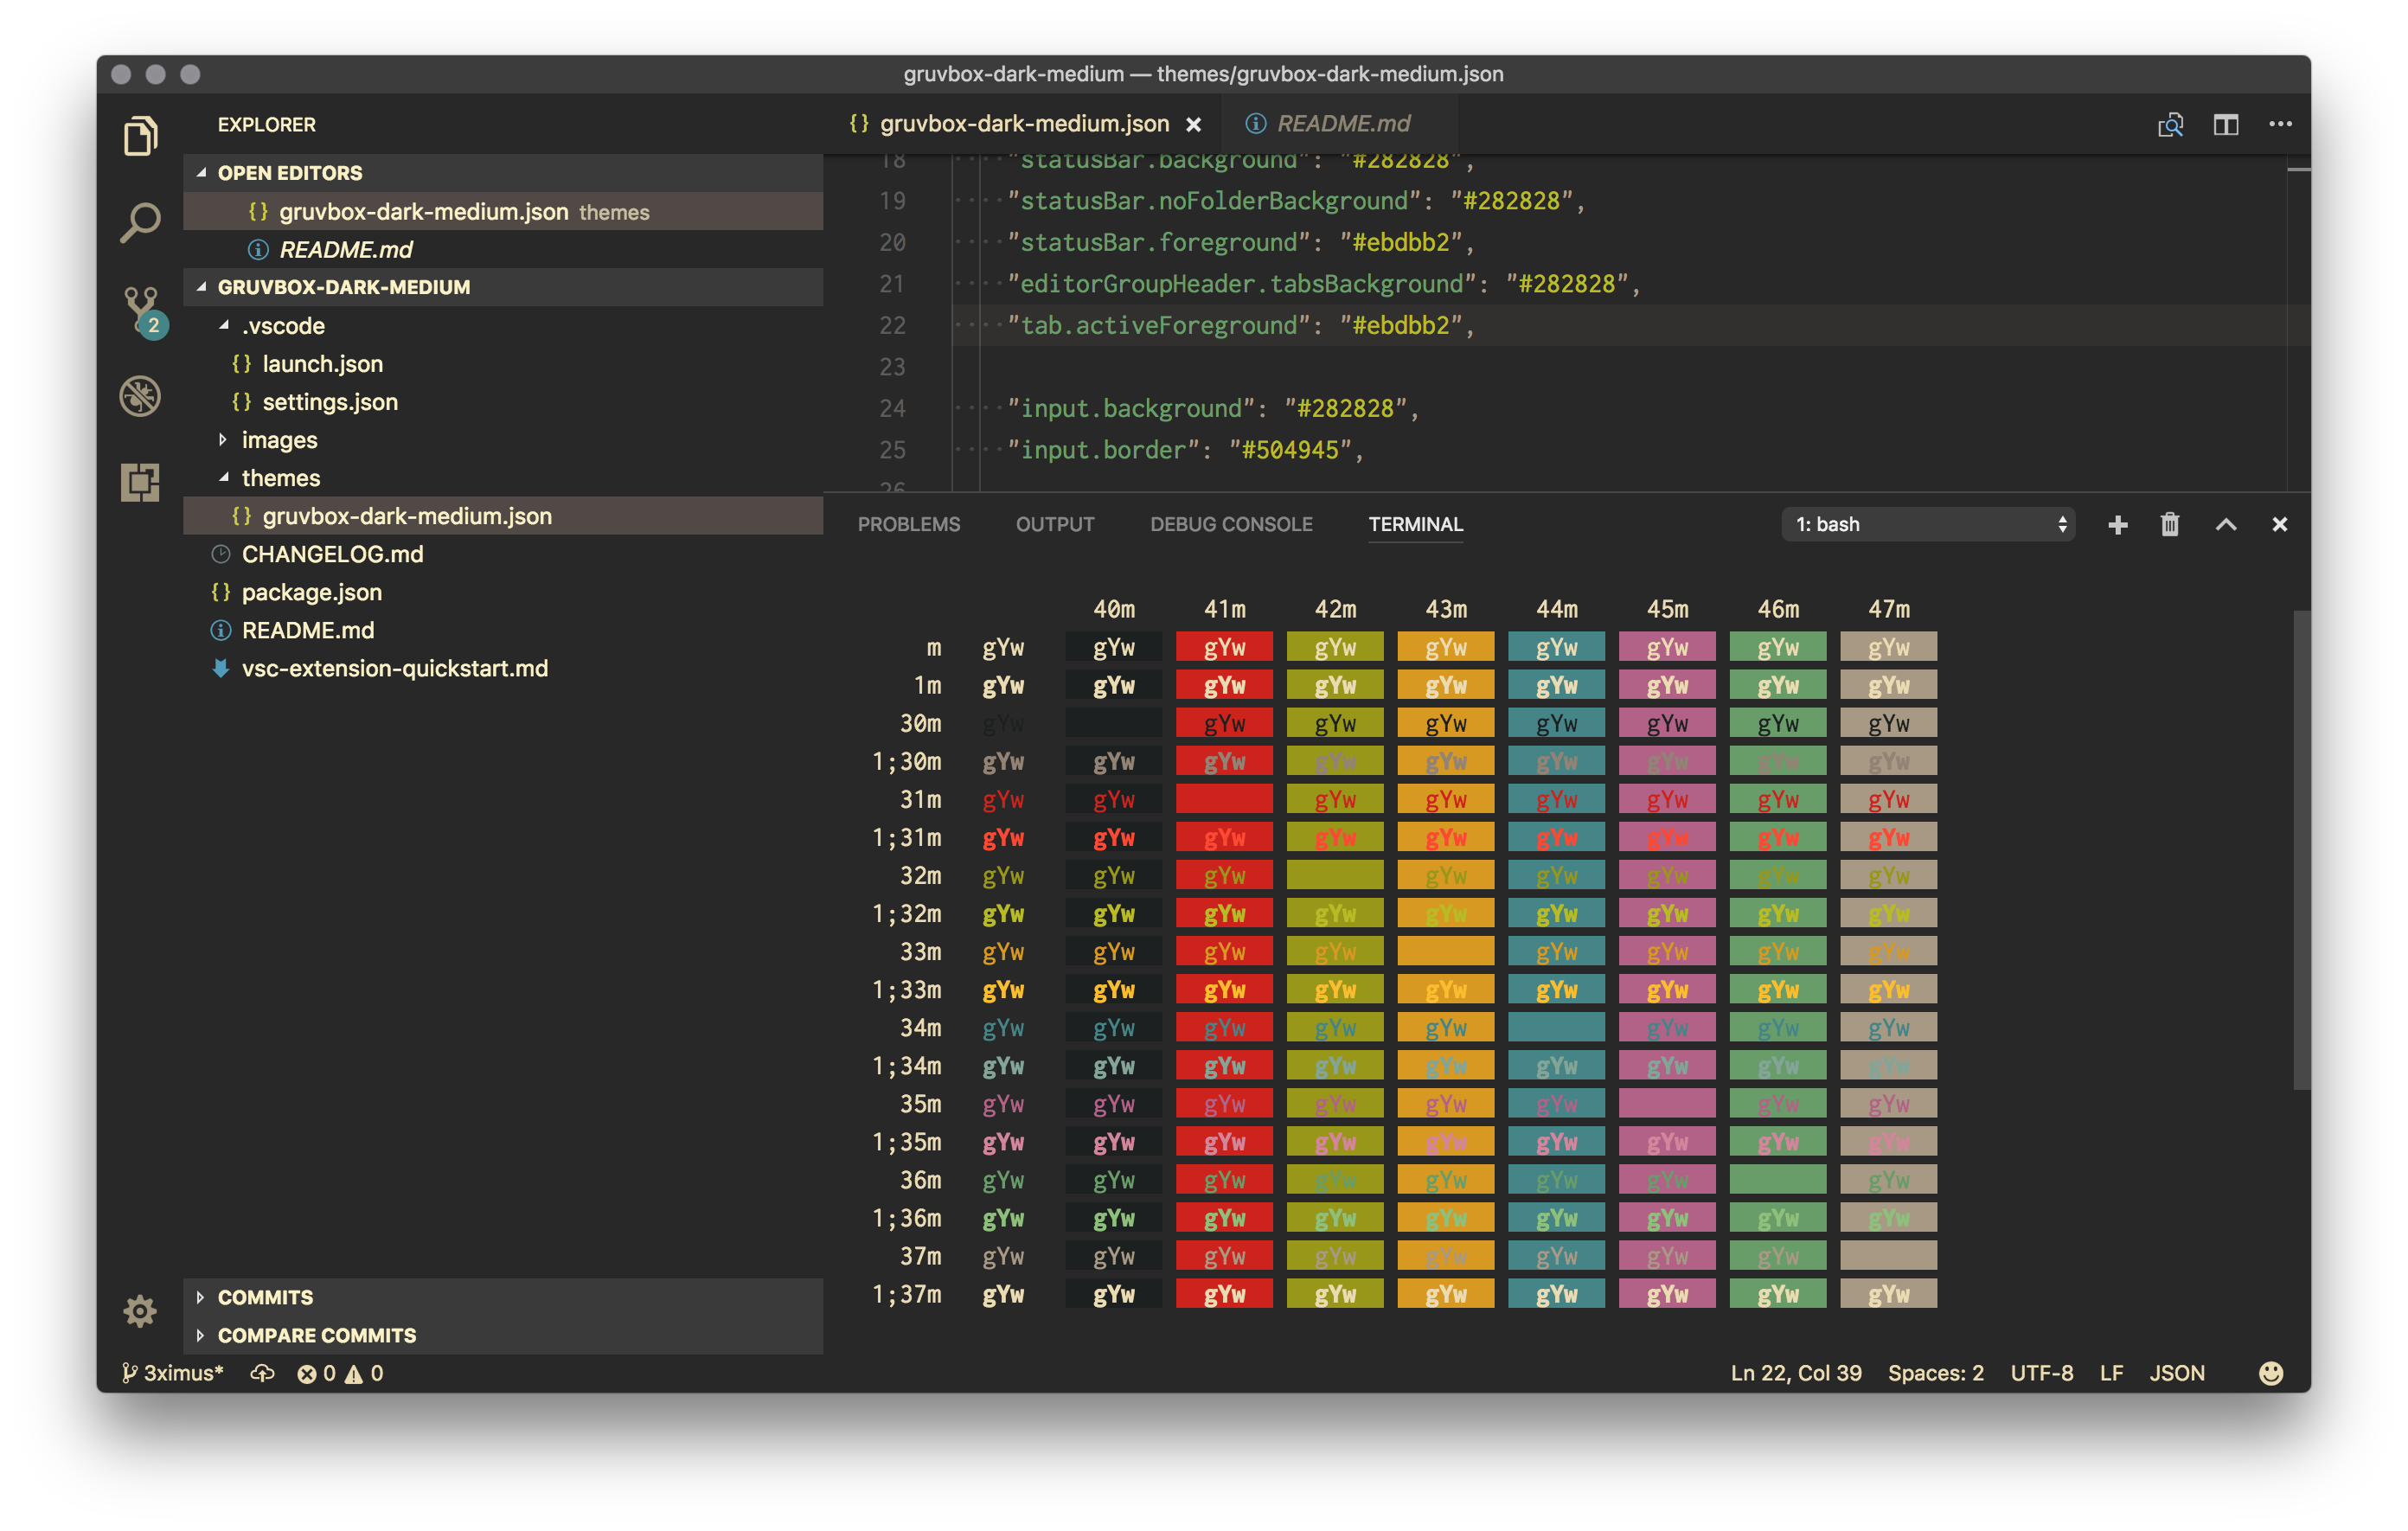 gruvbox-dark-medium — themes/gruvbox-dark-medium.json
EXPLORER
OPEN EDITORS
{} gruvbox-dark-medium.json themes
README.md
GRUVBOX-DARK-MEDIUM
.vscode
{} launch.json
{} settings.json
images
themes
{} gruvbox-dark-medium.json
CHANGELOG.md
{} package.json
README.md
vsc-extension-quickstart.md
COMMITS
COMPARE COMMITS
2
{} gruvbox-dark-medium.json × README.md
18 "statusBar.background": "#282828",
19 "statusBar.noFolderBackground": "#282828",
20 "statusBar.foreground": "#ebdbb2",
21 "editorGroupHeader.tabsBackground": "#282828",
22 "tab.activeForeground": "#ebdbb2",
23
24 "input.background": "#282828",
25 "input.border": "#504945",
26
PROBLEMS OUTPUT DEBUG CONSOLE TERMINAL 1: bash
40m 41m 42m 43m 44m 45m 46m 47m
m gYw gYw gYw gYw gYw gYw gYw gYw gYw
1m gYw gYw gYw gYw gYw gYw gYw gYw gYw
30m gYw gYw gYw gYw gYw gYw gYw gYw
1;30m gYw gYw gYw gYw gYw gYw gYw gYw gYw
31m gYw gYw gYw gYw gYw gYw gYw gYw
1;31m gYw gYw gYw gYw gYw gYw gYw gYw gYw
32m gYw gYw gYw gYw gYw gYw gYw gYw
1;32m gYw gYw gYw gYw gYw gYw gYw gYw gYw
33m gYw gYw gYw gYw gYw gYw gYw gYw
1;33m gYw gYw gYw gYw gYw gYw gYw gYw gYw
34m gYw gYw gYw gYw gYw gYw gYw gYw
1;34m gYw gYw gYw gYw gYw gYw gYw gYw gYw
35m gYw gYw gYw gYw gYw gYw gYw gYw
1;35m gYw gYw gYw gYw gYw gYw gYw gYw gYw
36m gYw gYw gYw gYw gYw gYw gYw gYw
1;36m gYw gYw gYw gYw gYw gYw gYw gYw gYw
37m gYw gYw gYw gYw gYw gYw gYw gYw
1;37m gYw gYw gYw gYw gYw gYw gYw gYw gYw
3ximus* 0 0 Ln 22, Col 39 Spaces: 2 UTF-8 LF JSON